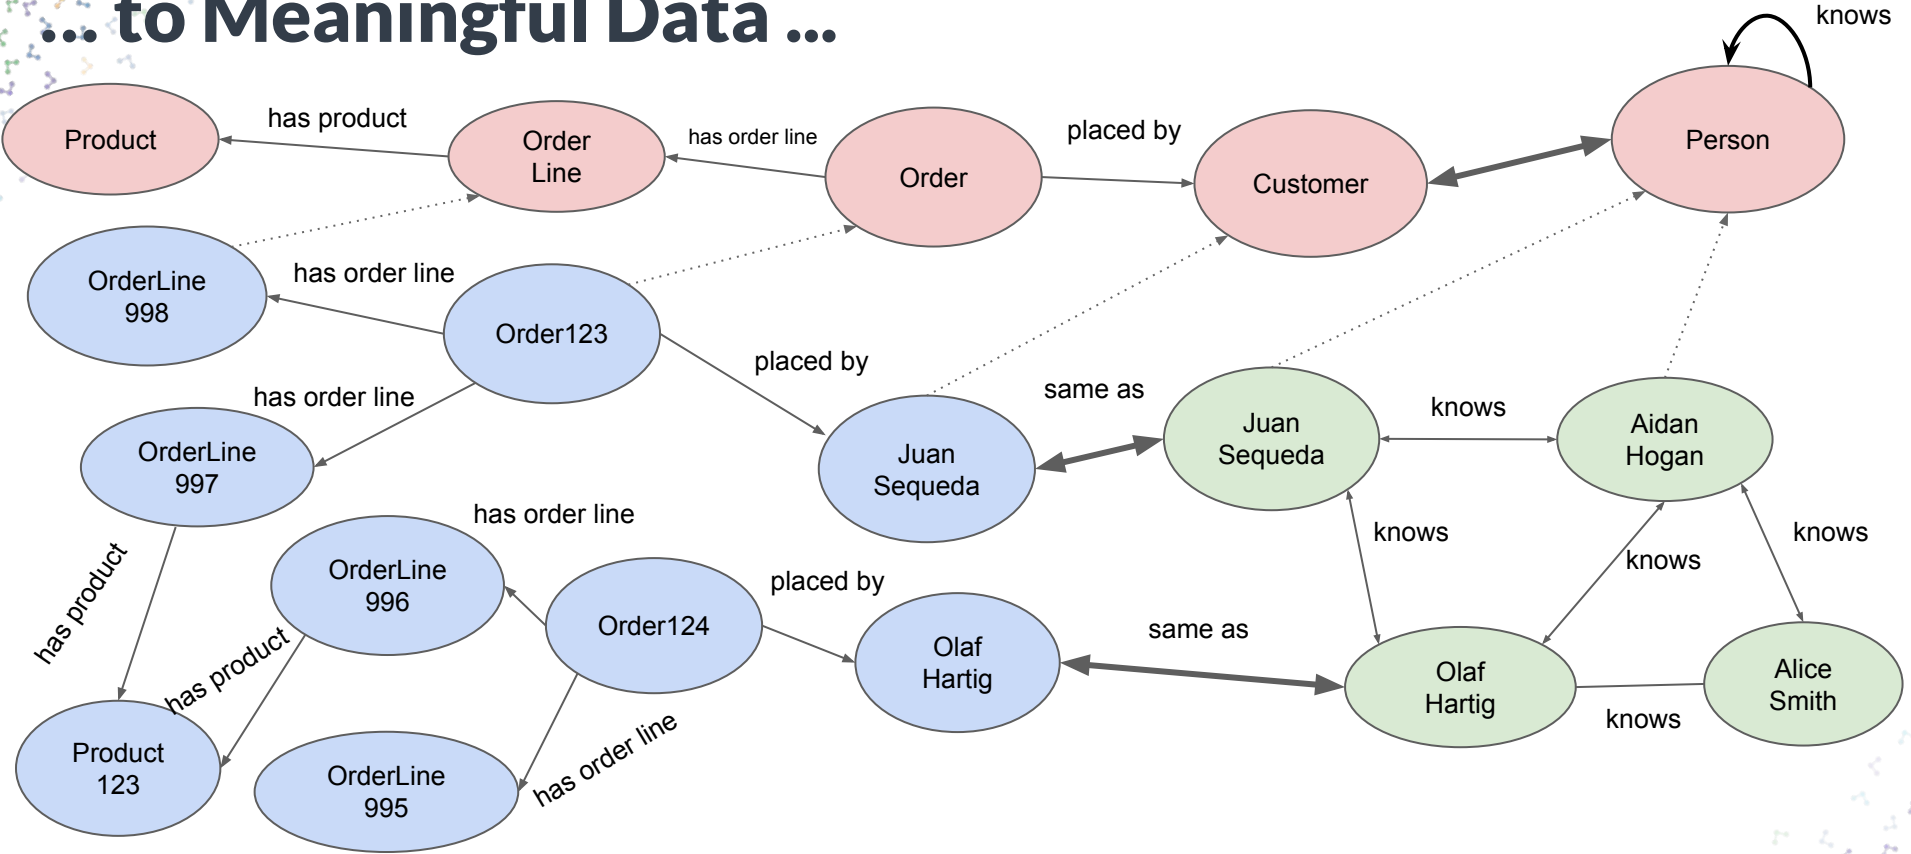 ... to Meaningful Data ...
knows
Product
has product
Order
Line
has order line
Order
placed by
Customer
Person
OrderLine
998
has order line
Order123
placed by
has order line
OrderLine
997
same as
Juan
Sequeda
Juan
Sequeda
knows
Aidan
Hogan
knows
knows
knows
has product
has order line
OrderLine
996
has product
Order124
placed by
Olaf
Hartig
same as
Olaf
Hartig
knows
Alice
Smith
Product
123
OrderLine
995
has order line